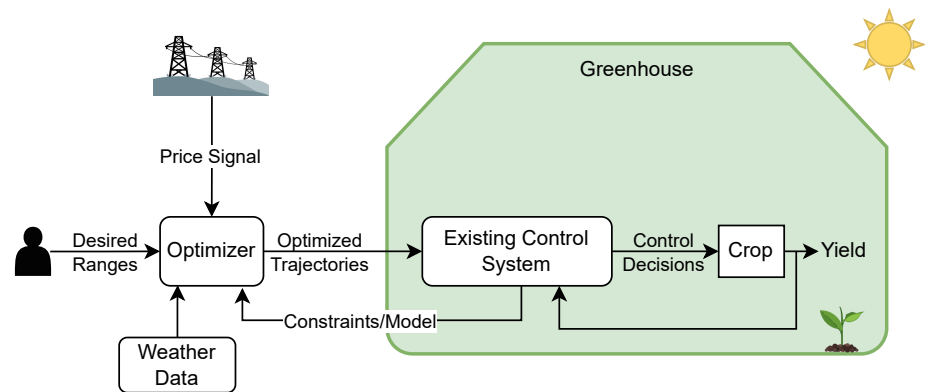 Greenhouse
Price Signal
Desired
Ranges
Optimizer
Optimized
Trajectories
Existing Control
System
Control
Decisions
Crop
Yield
Constraints/Model
Weather
Data